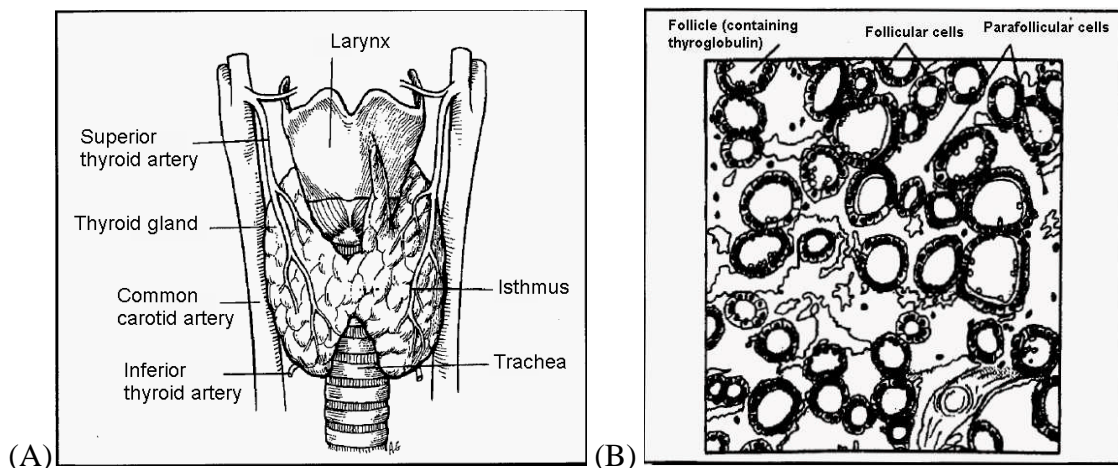 Larynx
Superior
thyroid artery
Thyroid gland
Common
carotid artery
Inferior
thyroid artery
Isthmus
Trachea
(A)
Follicle (containing
thyroglobulin)
Follicular cells
Parafollicular cells
(B)